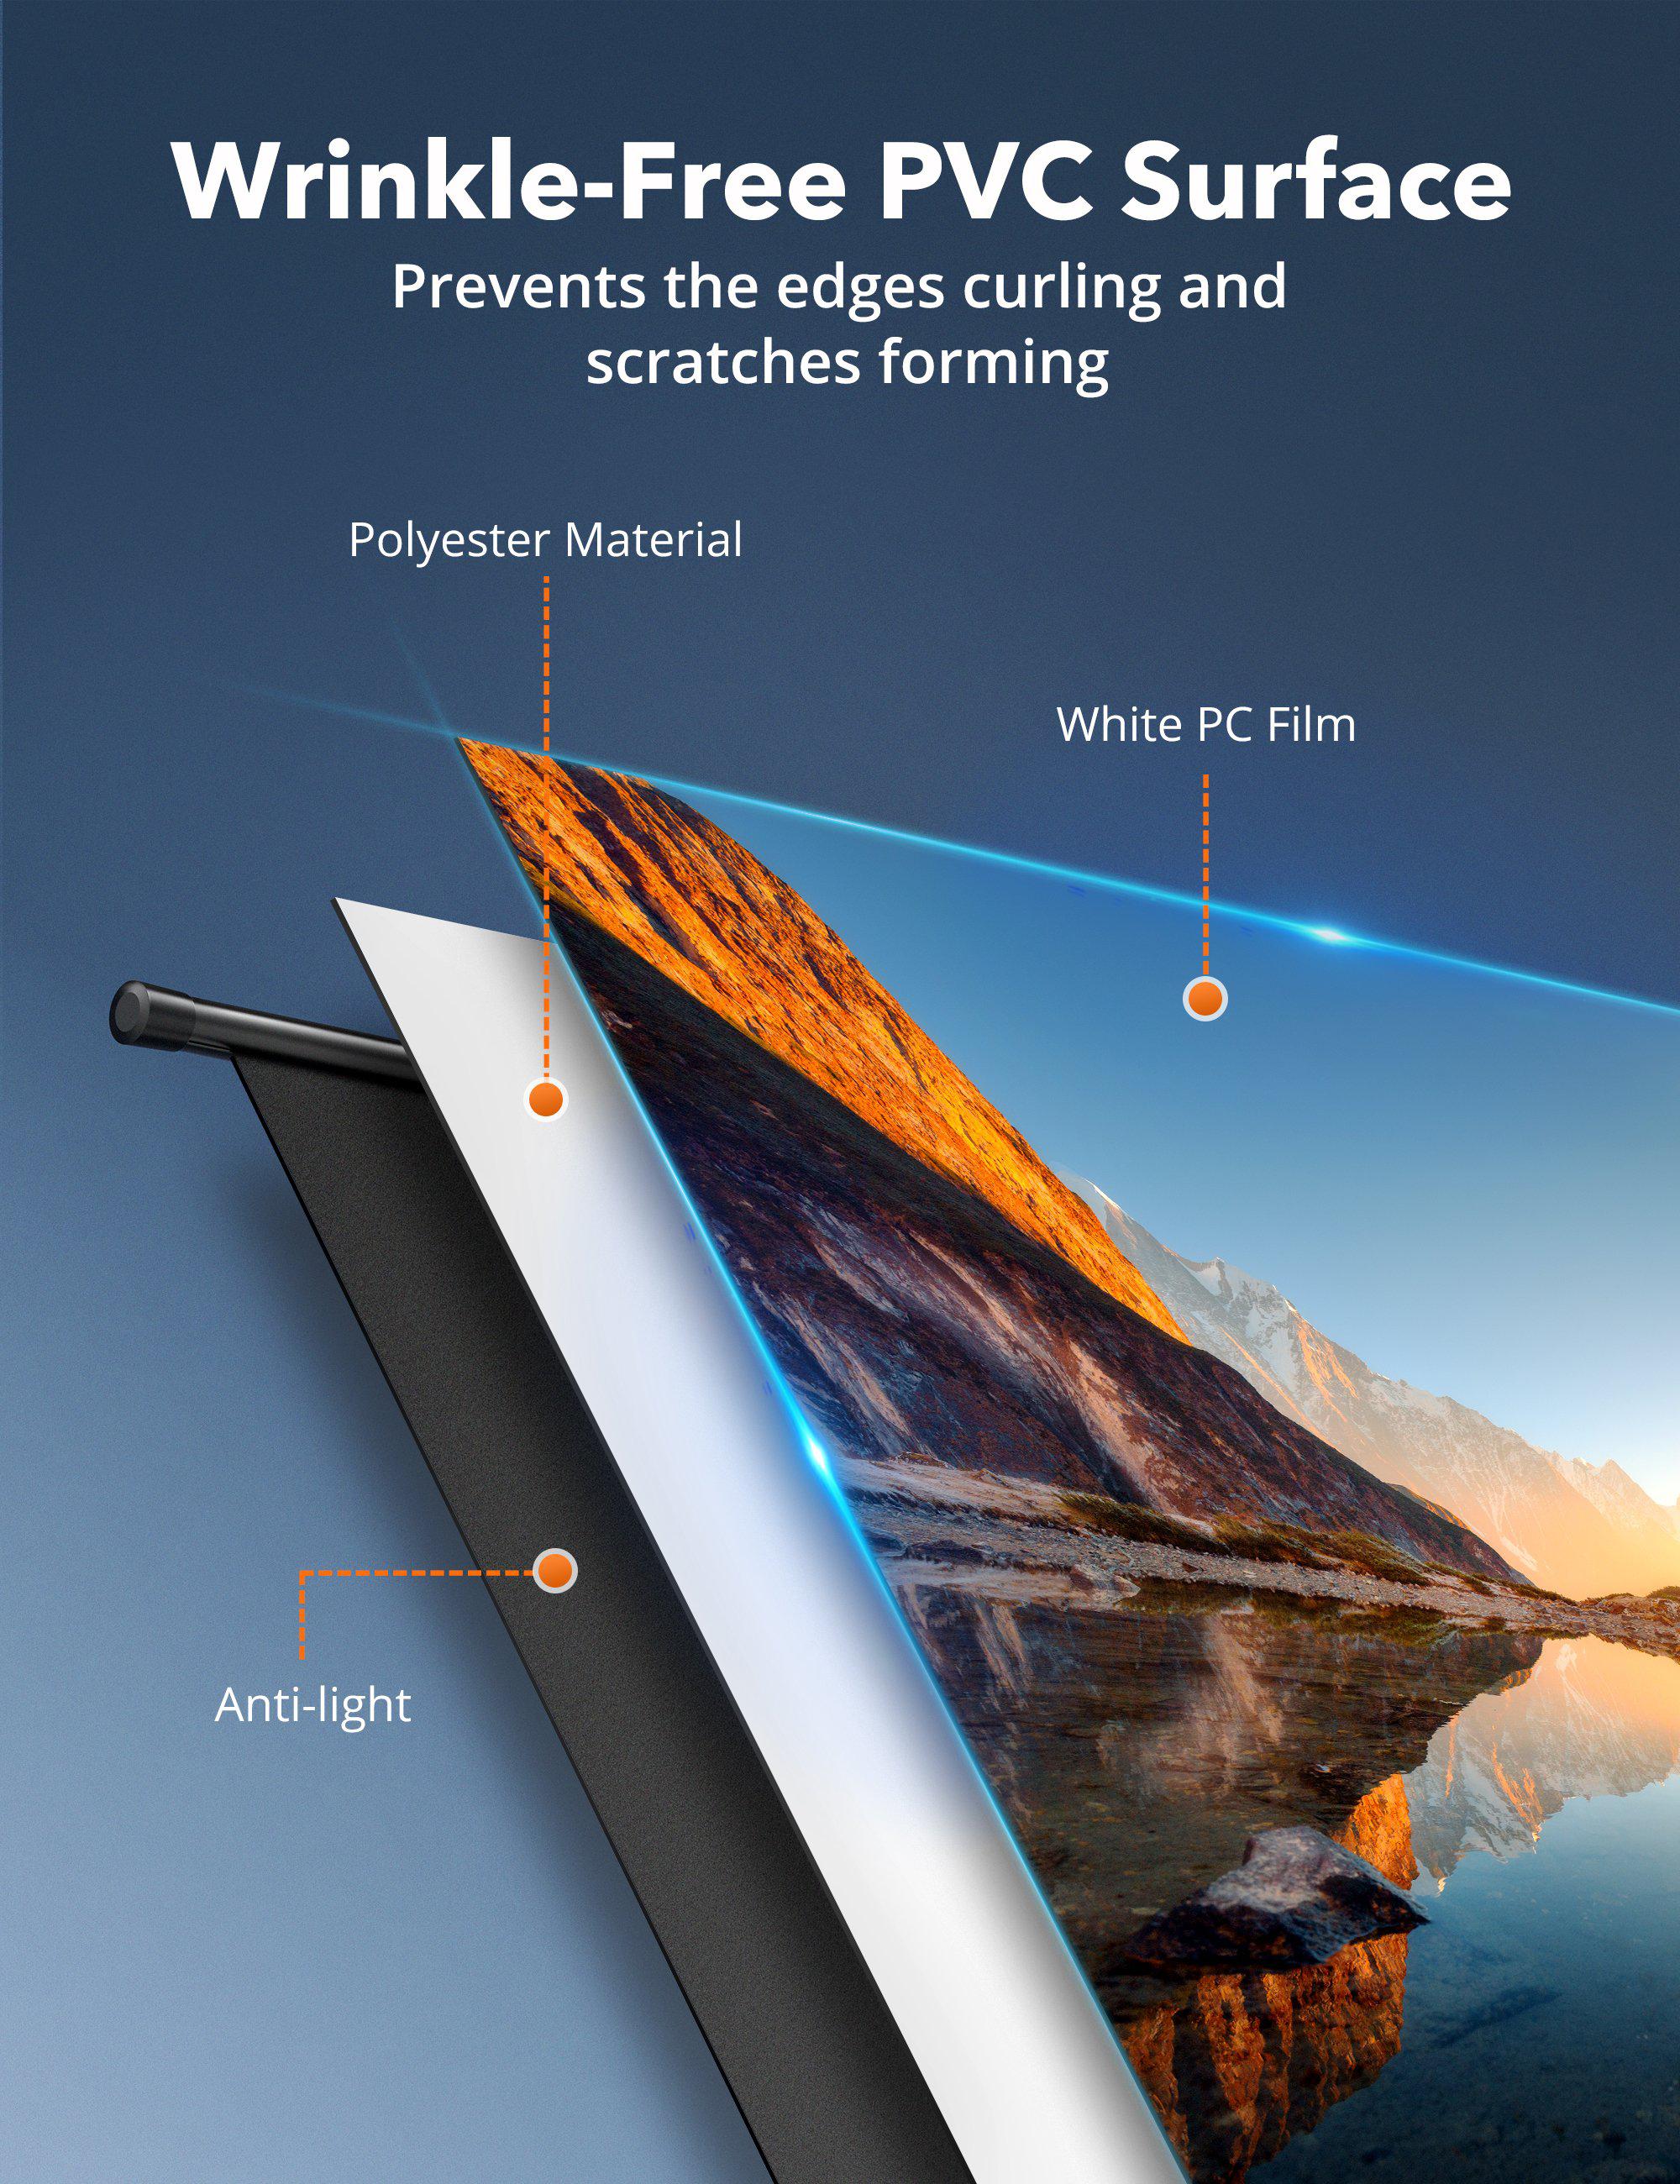 Wrinkle-Free PVC Surface
Prevents the edges curling and
scratches forming
Polyester Material
White PC Film
Anti-light